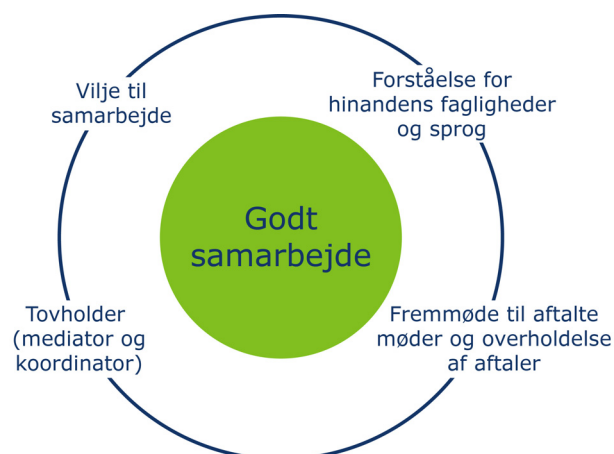 Vilje til
samarbejde
Forståelse for
hinandens fagligheder
og sprog
Godt
samarbejde
Tovholder
(mediator og
koordinator)
Fremmøde til aftalte
møder og overholdelse
af aftaler